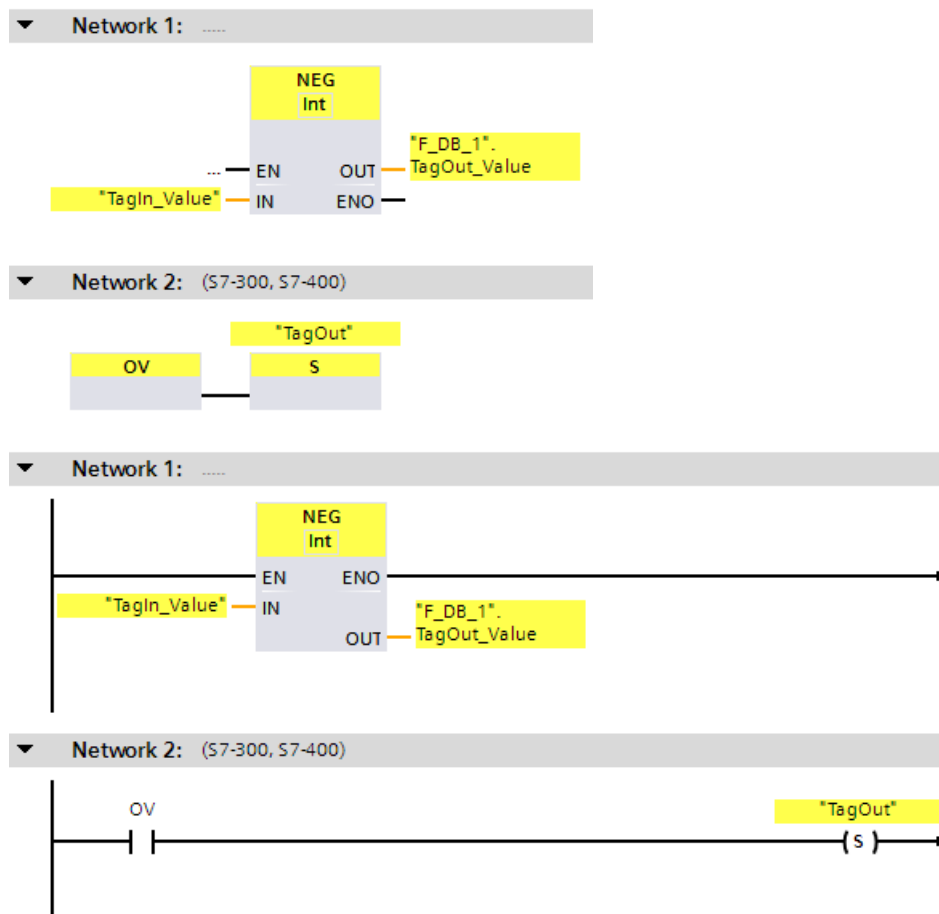 Network 1: .....
NEG
Int
"F_DB_1".
... EN OUT TagOut_Value
"TagIn_Value" IN ENO
Network 2: (S7-300, S7-400)
"TagOut"
OV S
Network 1: .....
NEG
Int
EN ENO
"TagIn_Value" IN "F_DB_1".
OUT TagOut_Value
Network 2: (S7-300, S7-400)
OV "TagOut"
( S )